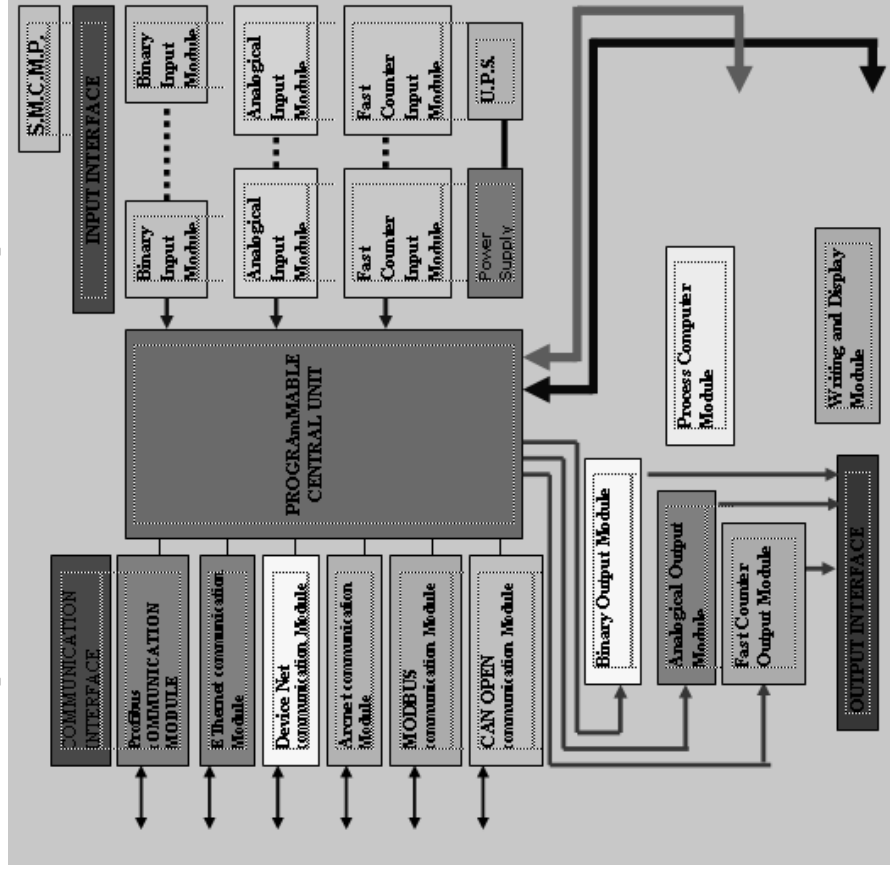 S.M.C.M.P.
INPUT INTERFACE
Binary
Input
Module
Binary
Input
Module
Analogical
Input
Module
Analogical
Input
Module
Fast
Counter
Input
Module
Fast
Counter
Input
Module
Power
Supply
U.P.S.
PROGRAmMABLE
CENTRAL UNIT
COMMUNICATION
INTERFACE
Profibus
COMMUNICATION
MODULE
EThernet communication
Module
Device Net
communication Module
Arcnet communication
Module
MODBUS
communication Module
CAN OPEN
communication Module
Binary Output Module
Analogical Output
Module
Fast Counter
Output Module
Process Computer
Module
Writing and Display
Module
OUTPUT INTERFACE